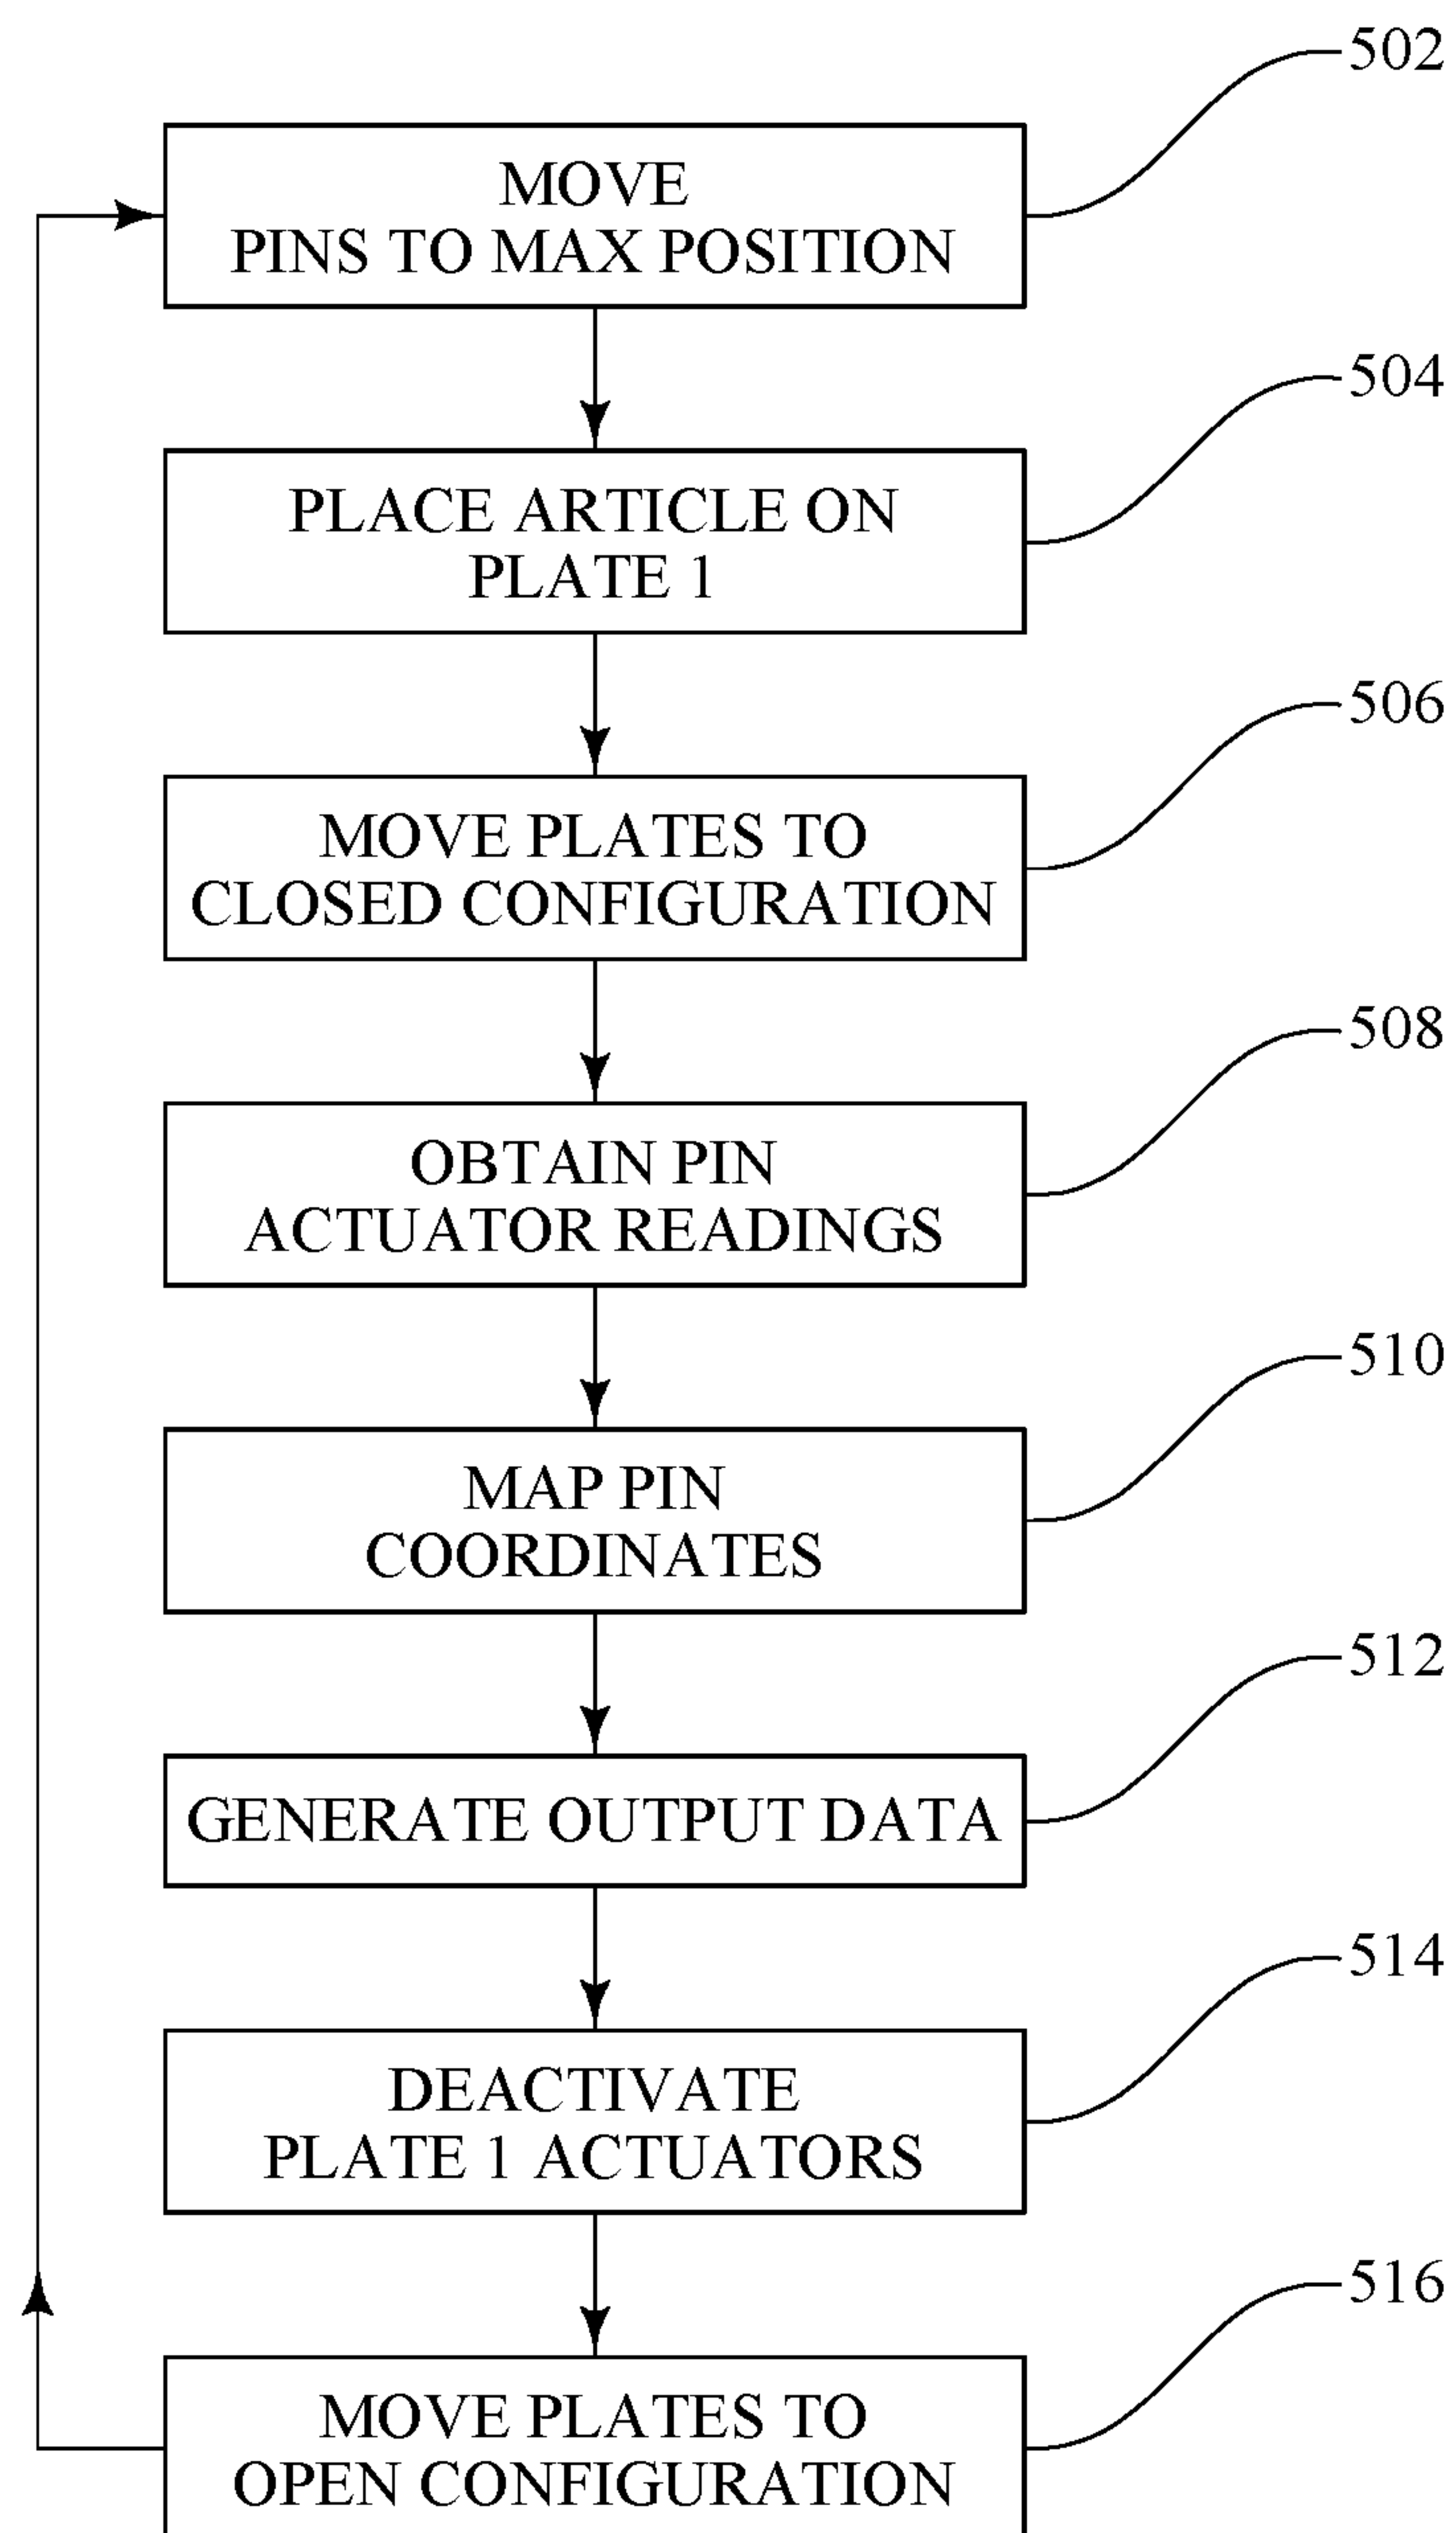 502
MOVE
PINS TO MAX POSITION
504
PLACE ARTICLE ON
PLATE 1
506
MOVE PLATES TO
CLOSED CONFIGURATION
508
OBTAIN PIN
ACTUATOR READINGS
510
MAP PIN
COORDINATES
512
GENERATE OUTPUT DATA
514
DEACTIVATE
PLATE 1 ACTUATORS
516
MOVE PLATES TO
OPEN CONFIGURATION